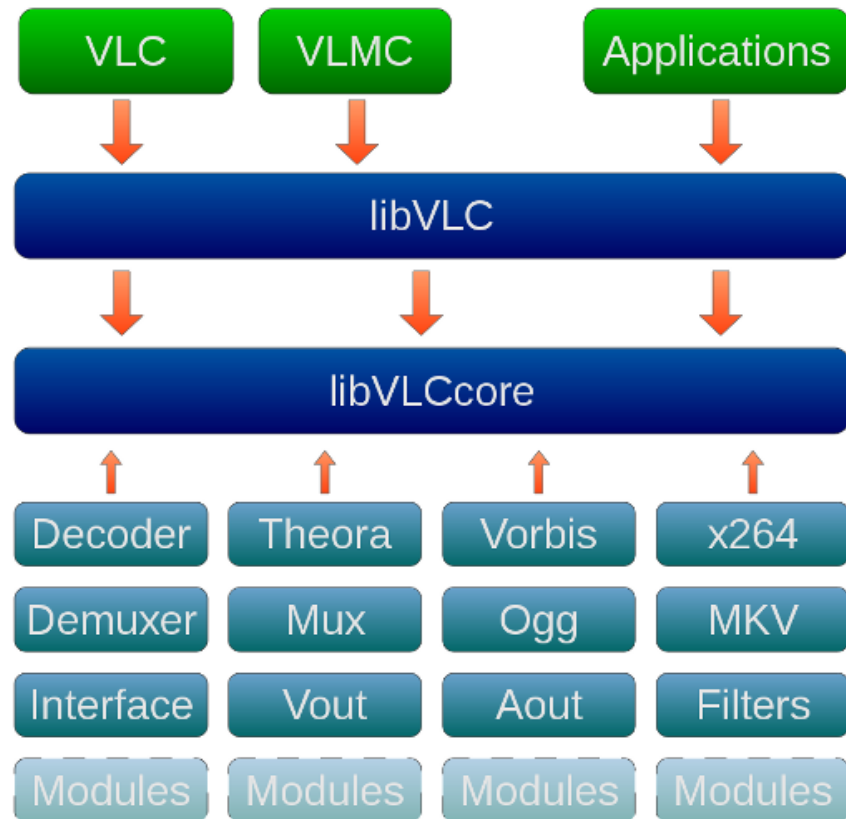 VLC VLMC Applications
libVLC
libVLCcore
Decoder Theora Vorbis x264
Demuxer Mux Ogg MKV
Interface Vout Aout Filters
Modules Modules Modules Modules